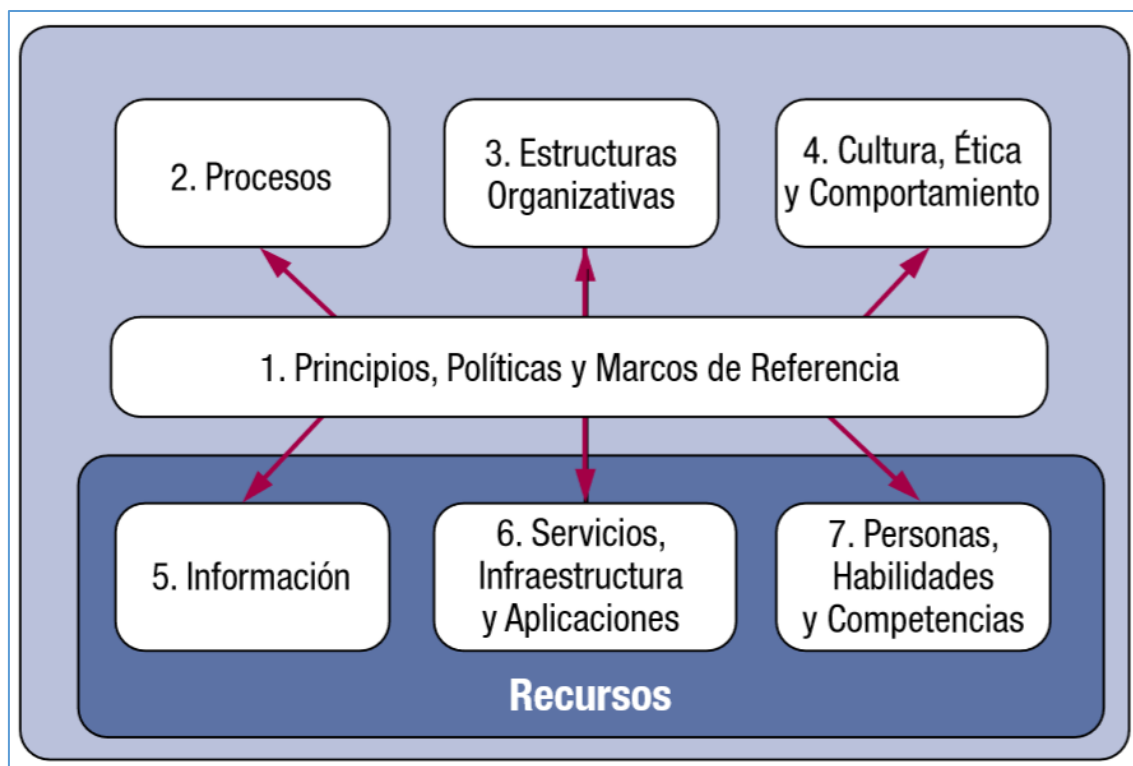 2. Procesos
3. Estructuras
Organizativas
4. Cultura, Ética
y Comportamiento
1. Principios, Políticas y Marcos de Referencia
5. Información
6. Servicios,
Infraestructura
y Aplicaciones
7. Personas,
Habilidades
y Competencias
Recursos